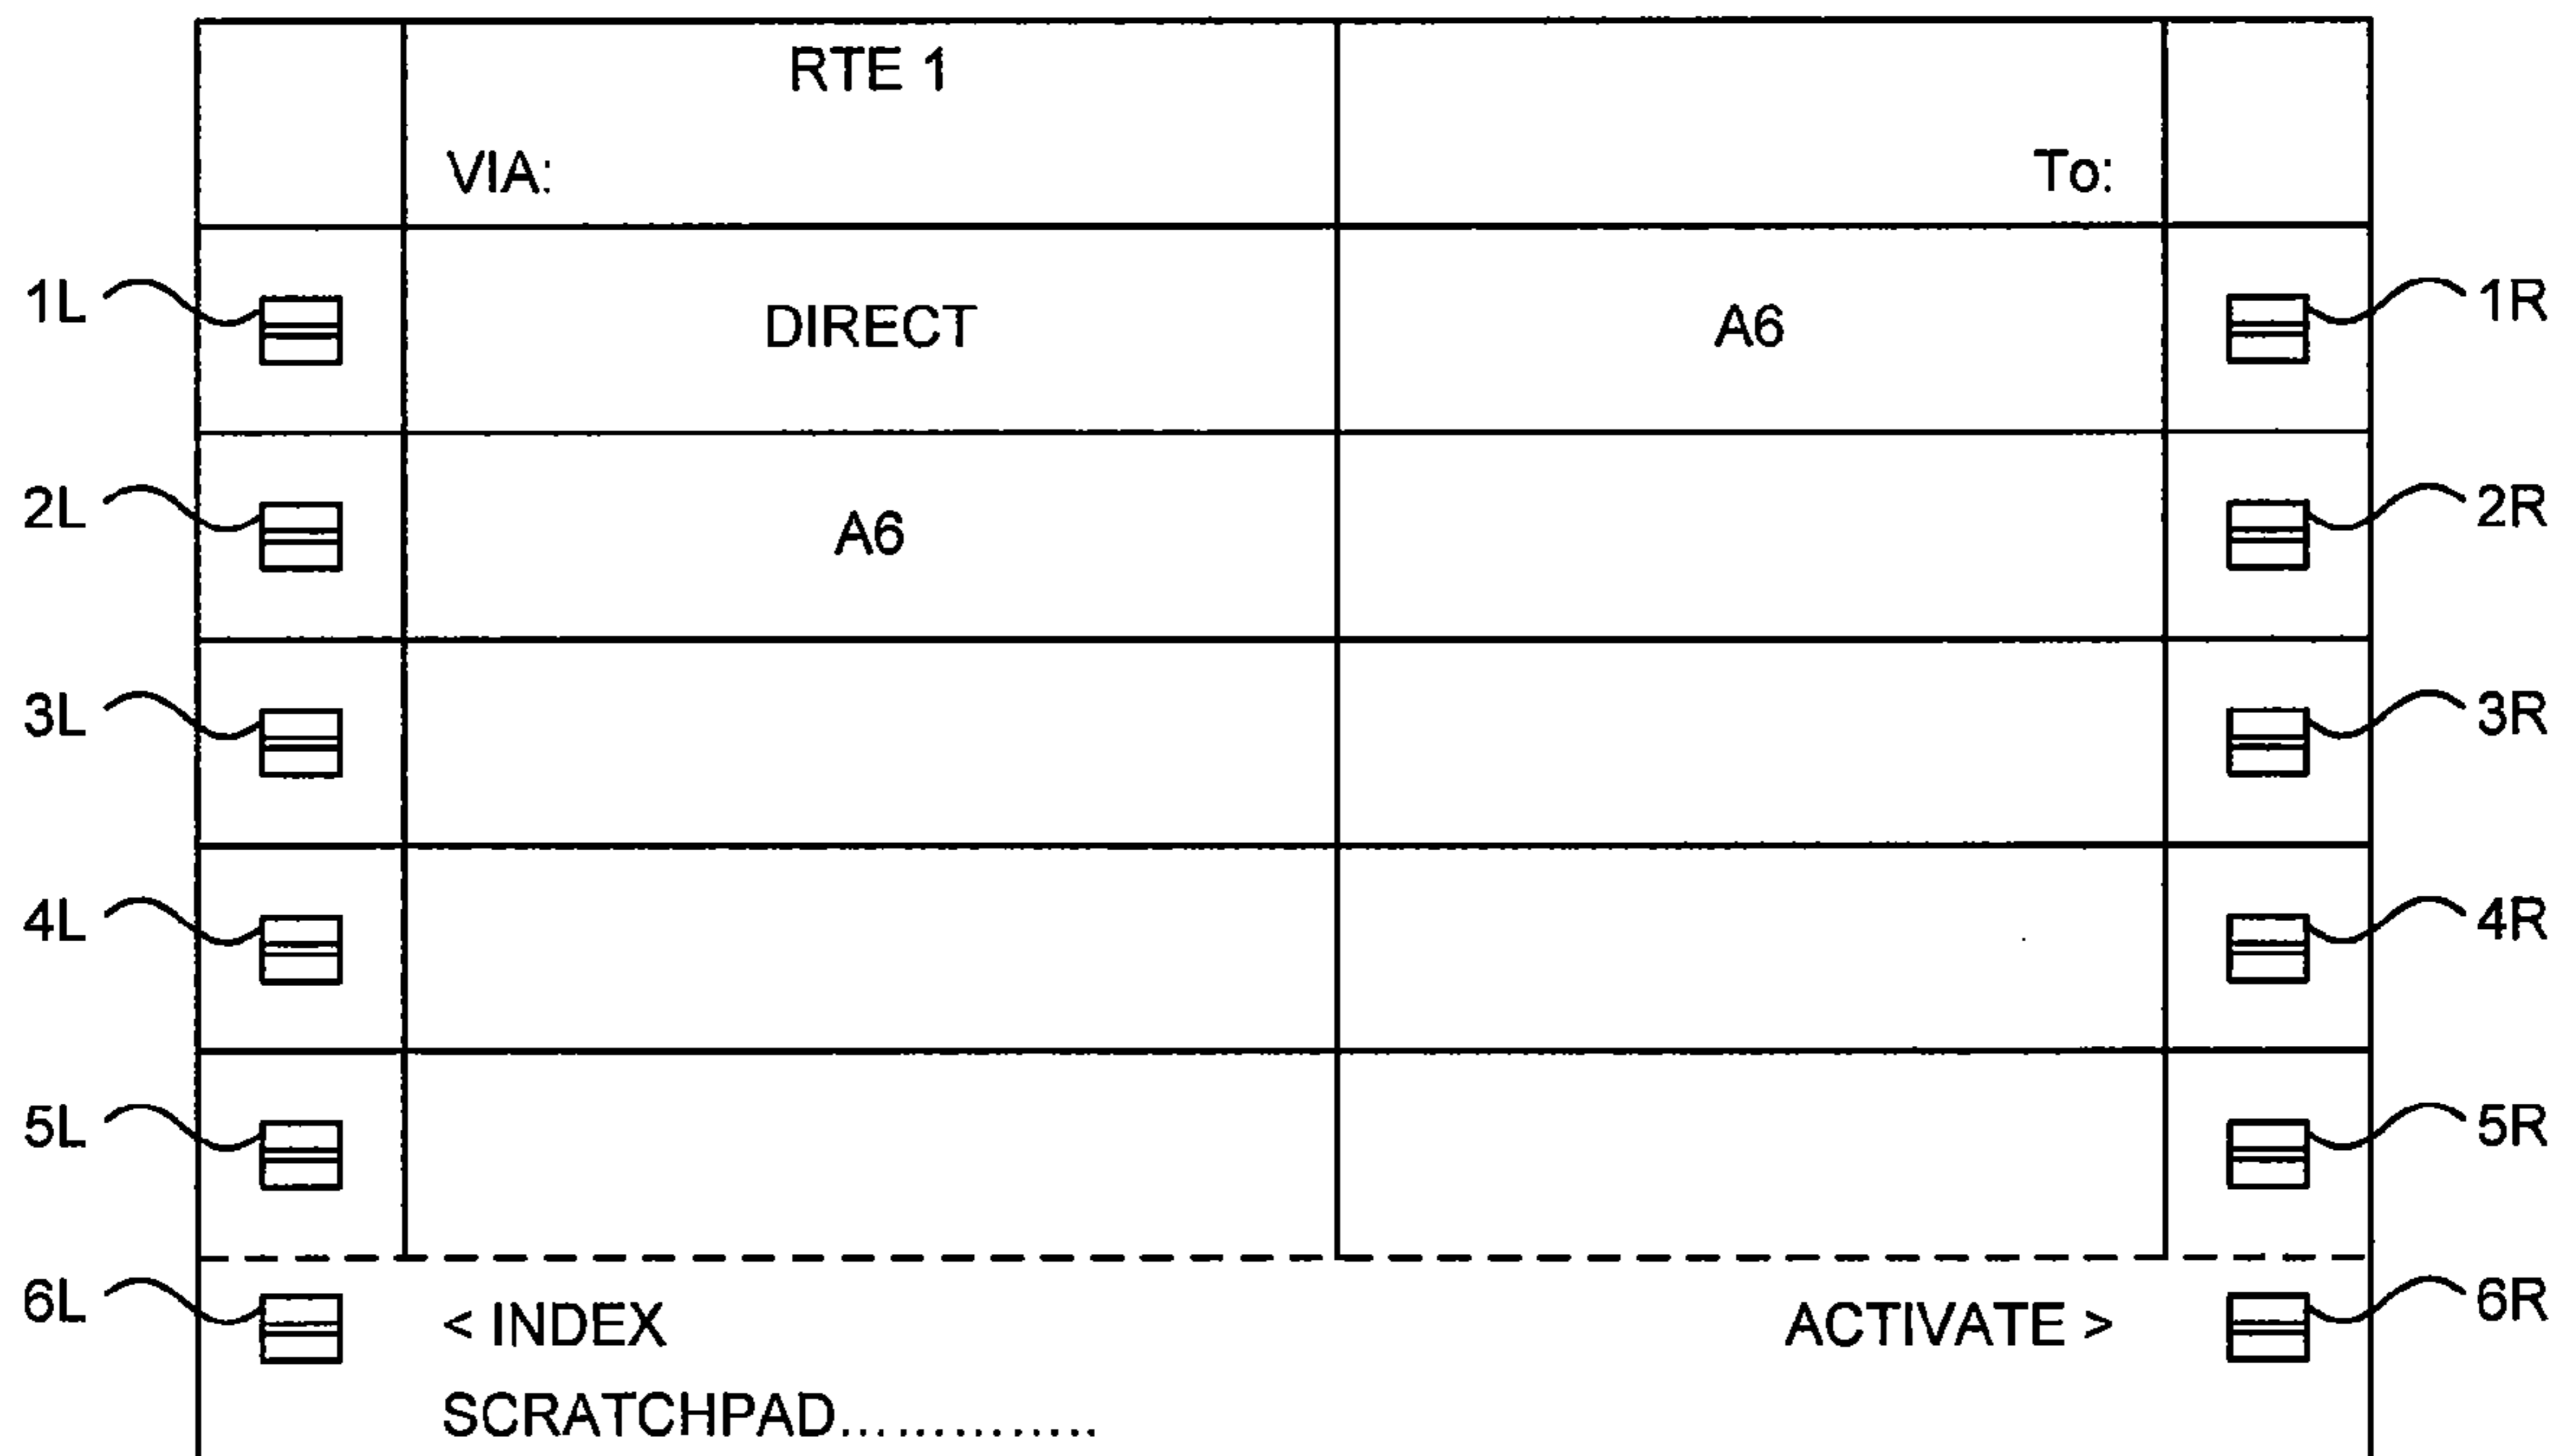 RTE 1
VIA: To:
1L DIRECT A6 1R
2L A6 2R
3L 3R
4L 4R
5L 5R
6L < INDEX ACTIVATE > 6R
SCRATCHPAD..............